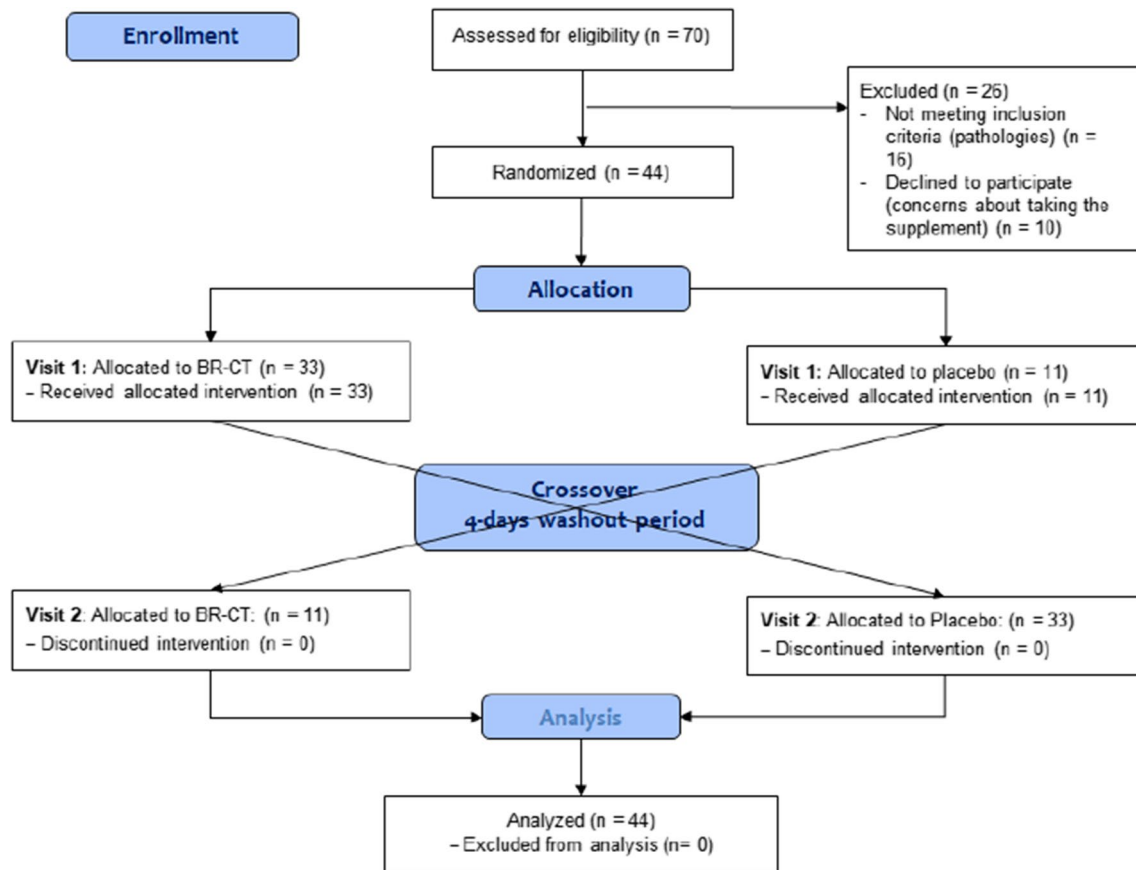 Enrollment
Assessed for eligibility (n = 70)
Excluded (n = 26)
- Not meeting inclusion
criteria (pathologies) (n =
16)
- Declined to participate
(concerns about taking the
supplement) (n = 10)
Randomized (n = 44)
Allocation
Visit 1: Allocated to BR-CT (n = 33)
– Received allocated intervention (n = 33)
Visit 1: Allocated to placebo (n = 11)
– Received allocated intervention (n = 11)
Crossover
4-days washout period
Visit 2: Allocated to BR-CT: (n = 11)
– Discontinued intervention (n = 0)
Visit 2: Allocated to Placebo: (n = 33)
– Discontinued intervention (n = 0)
Analysis
Analyzed (n = 44)
– Excluded from analysis (n= 0)